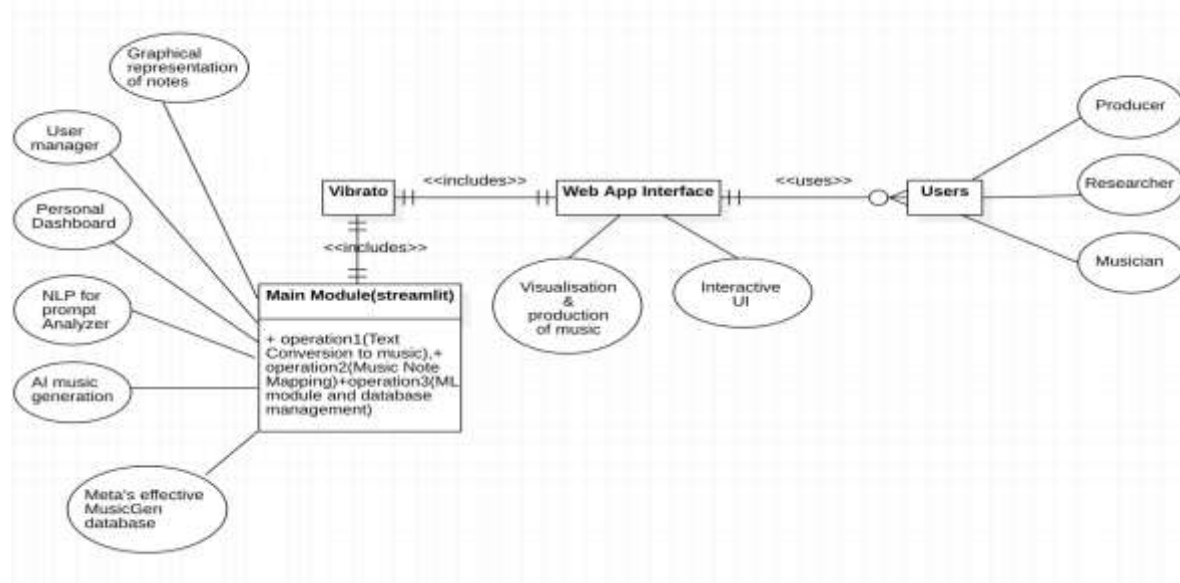 Graphical
representation
of notes
User
manager
Personal
Dashboard
NLP for
prompt
Analyzer
AI music
generation
Meta's effective
MusicGen
database
Vibrato
<<includes>>
<<includes>>
Main Module(streamlit)
+ operation1(Text
Conversion to music),+
operation2(Music Note
Mapping)+operation3(ML
module and database
management)
Web App Interface
Visualisation
&
production
of music
Interactive
UI
<<uses>>
Users
Producer
Researcher
Musician